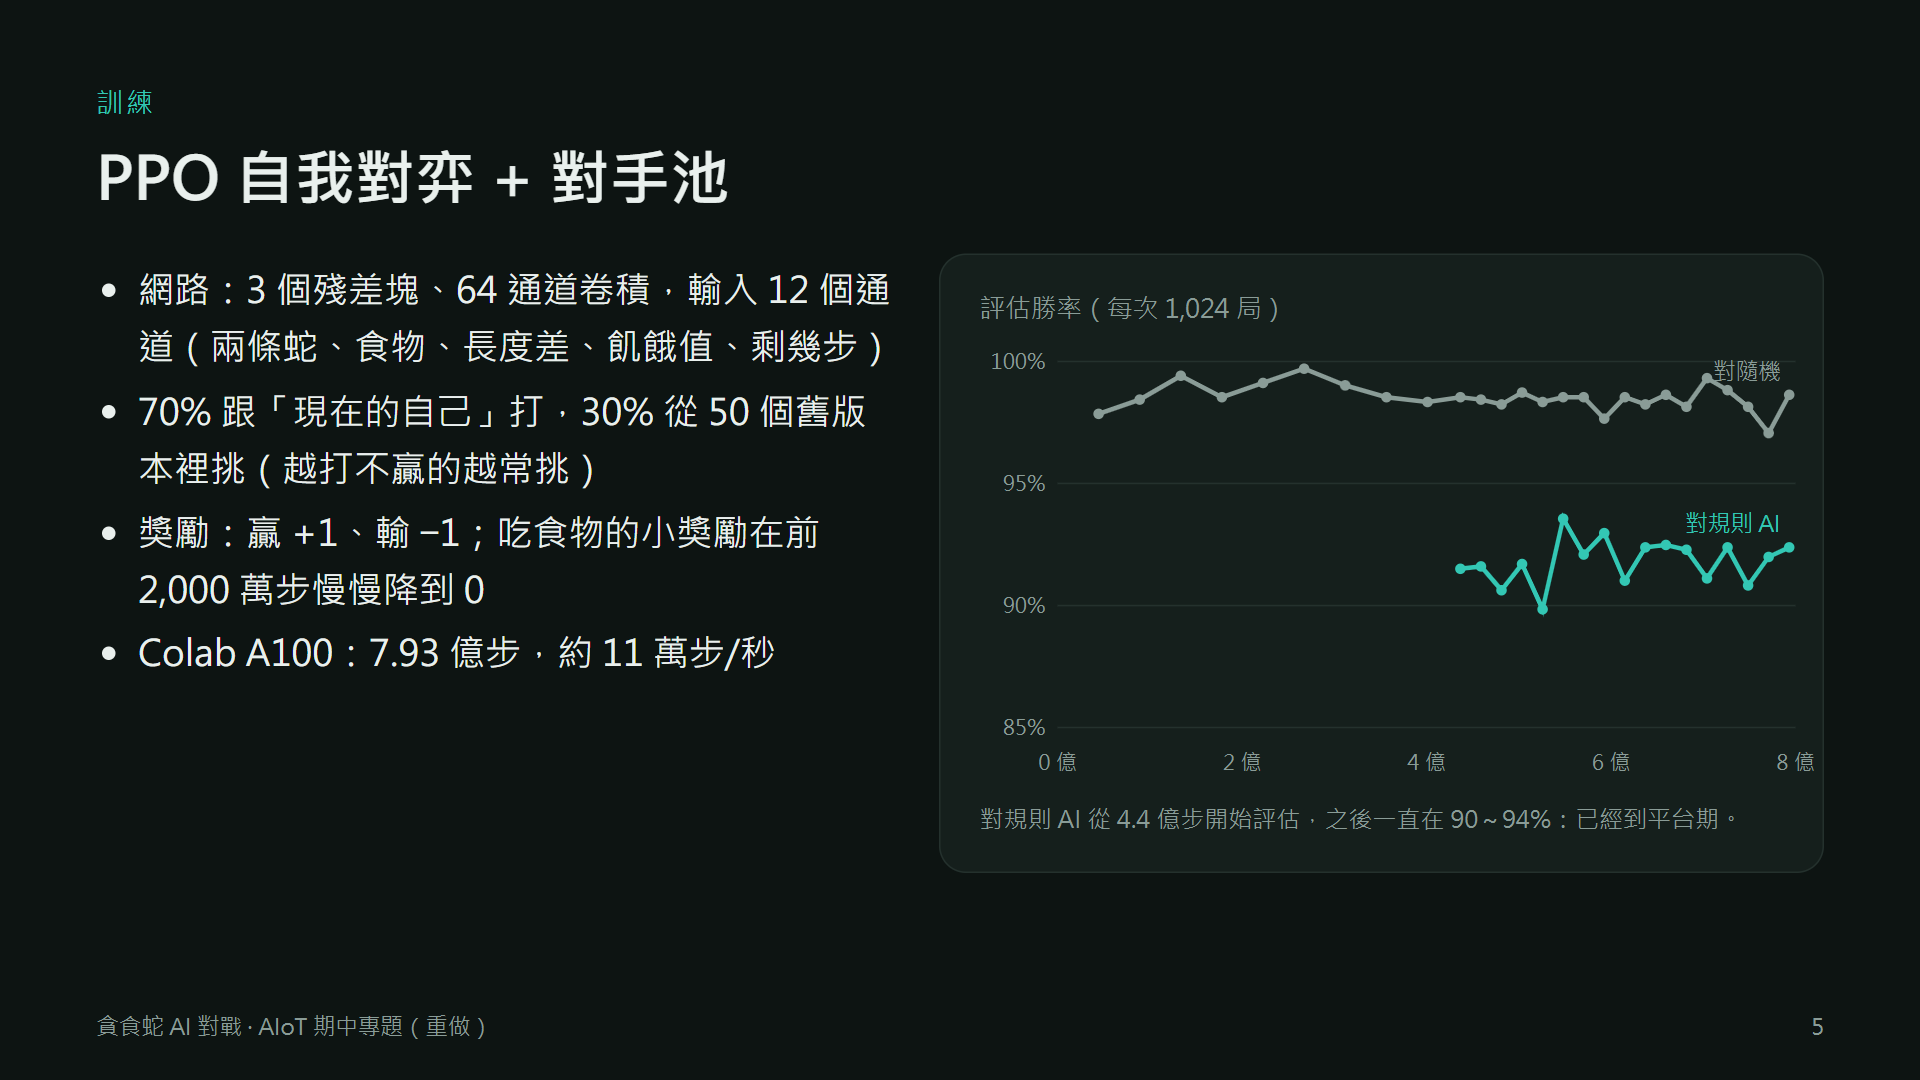 訓練
PPO 自我對弈 + 對手池
• 網路：3 個殘差塊、64 通道卷積，輸入 12 個通
道（兩條蛇、食物、長度差、飢餓值、剩幾步）
• 70% 跟「現在的自己」打，30% 從 50 個舊版
本裡挑（越打不贏的越常挑）
• 獎勵：贏 +1、輸 –1；吃食物的小獎勵在前
2,000 萬步慢慢降到 0
• Colab A100：7.93 億步，約 11 萬步/秒
評估勝率（每次 1,024 局）
100%
對隨機
95%
對規則 AI
90%
85%
0 億 2 億 4 億 6 億 8 億
對規則 AI 從 4.4 億步開始評估，之後一直在 90～94%：已經到平台期。
貪食蛇 AI 對戰 · AIoT 期中專題（重做）
5